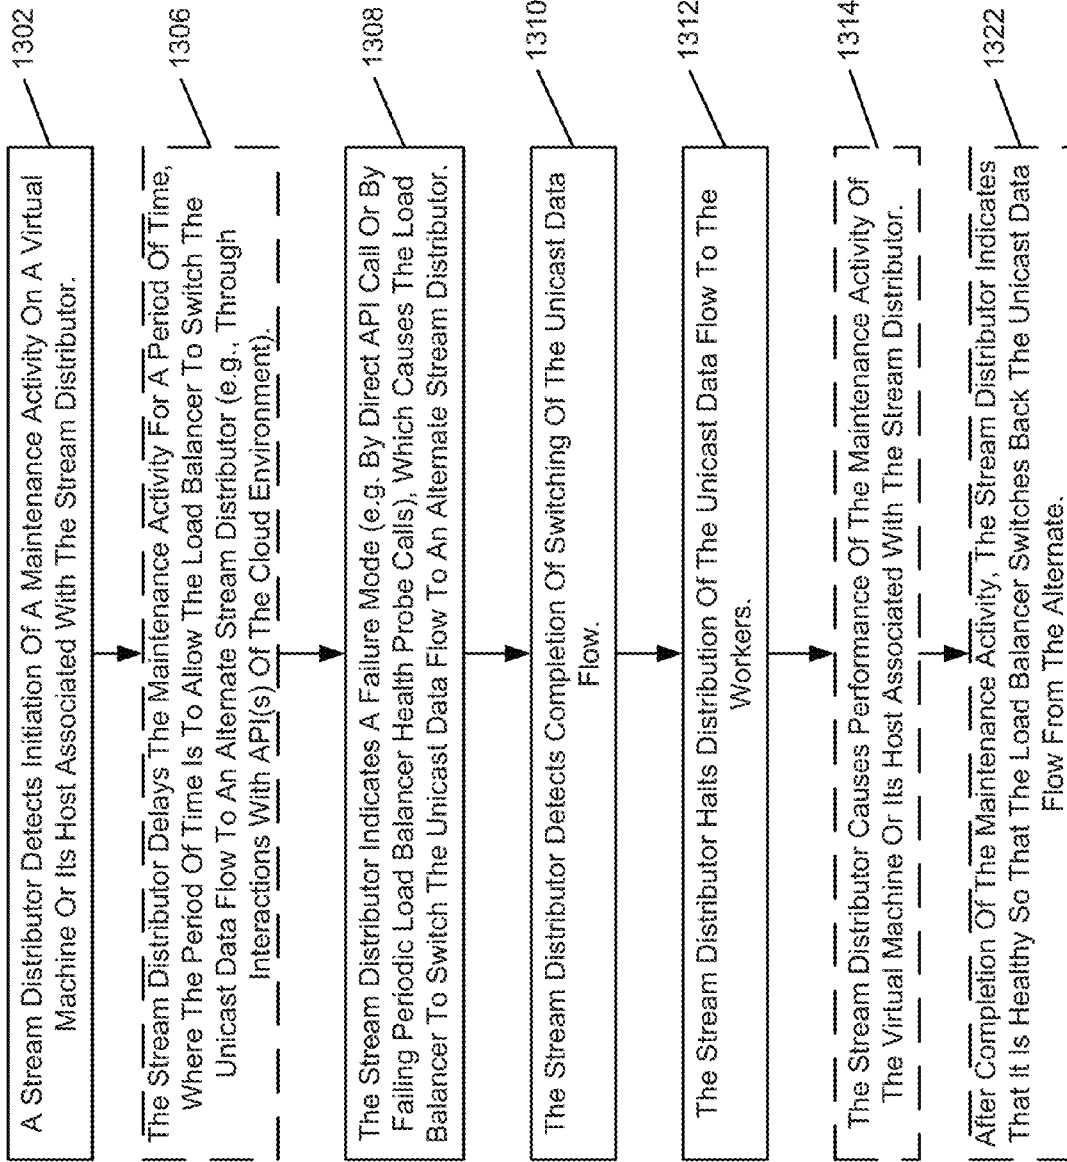 A Stream Distributor Detects Initiation Of A Maintenance Activity On A Virtual
Machine Or Its Host Associated With The Stream Distributor.
1302
The Stream Distributor Delays The Maintenance Activity For A Period Of Time,
Where The Period Of Time Is To Allow The Load Balancer To Switch The
Unicast Data Flow To An Alternate Stream Distributor (e.g., Through
Interactions With API(s) Of The Cloud Environment).
1306
The Stream Distributor Indicates A Failure Mode (e.g. By Direct API Call Or By
Failing Periodic Load Balancer Health Probe Calls), Which Causes The Load
Balancer To Switch The Unicast Data Flow To An Alternate Stream Distributor.
1308
The Stream Distributor Detects Completion Of Switching Of The Unicast Data
Flow.
1310
The Stream Distributor Halts Distribution Of The Unicast Data Flow To The
Workers.
1312
The Stream Distributor Causes Performance Of The Maintenance Activity Of
The Virtual Machine Or Its Host Associated With The Stream Distributor.
1314
After Completion Of The Maintenance Activity, The Stream Distributor Indicates
That It Is Healthy So That The Load Balancer Switches Back The Unicast Data
Flow From The Alternate.
1322